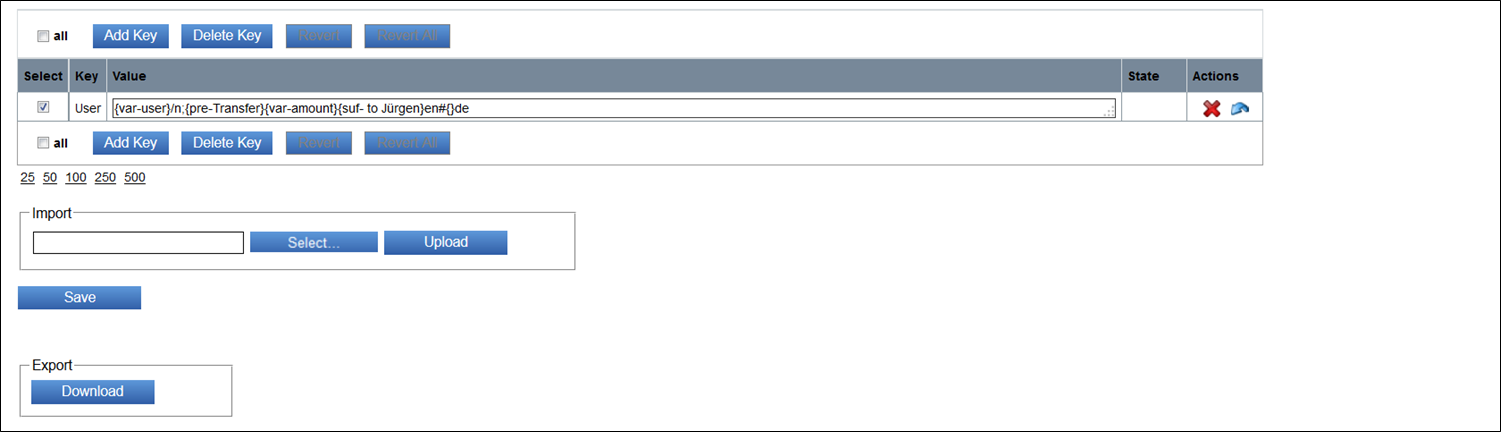 all Add Key Delete Key Revert Revert All
Select Key Value State Actions
User {var-user}/n;{pre-Transfer}{var-amount}{suf- to Jürgen}en#{}de
all Add Key Delete Key Revert Revert All
25 50 100 250 500
Import
Select... Upload
Save
Export
Download